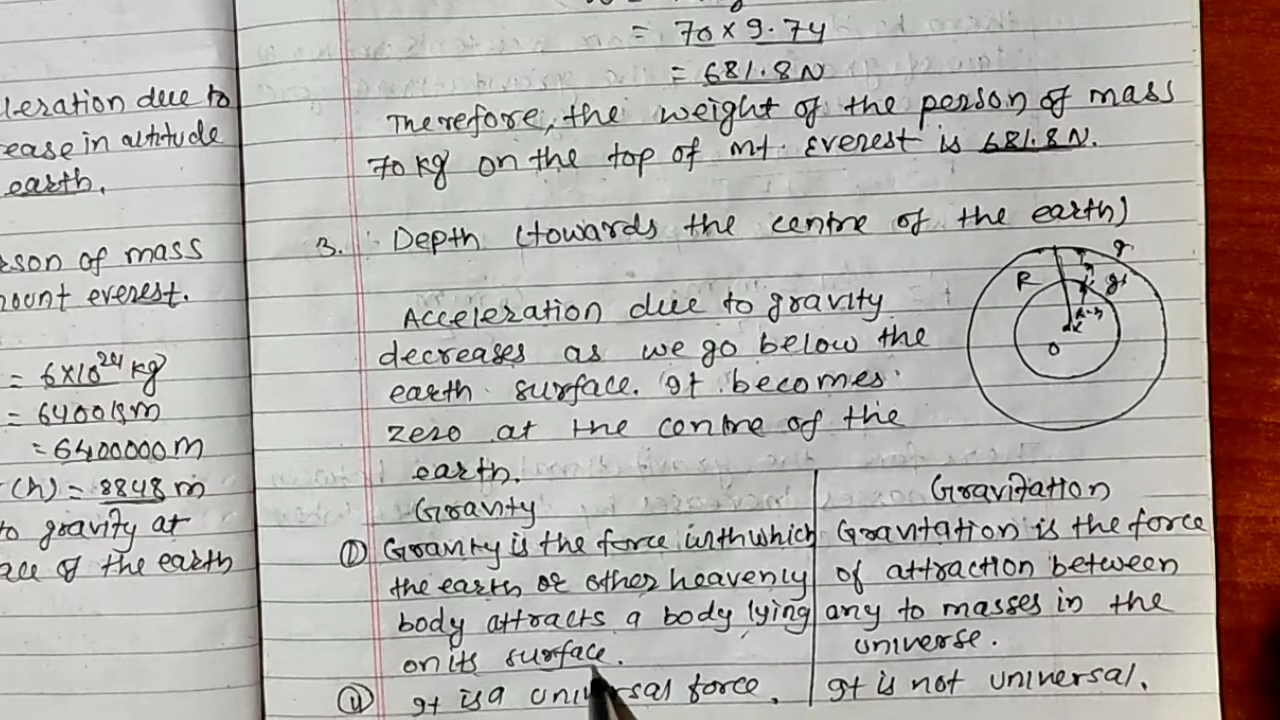 = 70 × 9.74
= 681.8 N
Therefore, the weight of the person of mass
70 kg on the top of mt. Everest is 681.8 N.
3. Depth (towards the centre of the earth)
Acceleration due to gravity
decreases as we go below the
earth surface. It becomes
zero at the centre of the
earth.
R
g
g'
R-h
O
Gravity
① Gravity is the force with which
the earth or other heavenly
body attracts a body lying
on its surface.
② It is a universal force.
Gravitation
Gravitation is the force
of attraction between
any to masses in the
universe.
It is not universal.
leration due to
ease in altitude
earth.
son of mass
mount everest.
= 6×10²⁴ kg
= 6400 km
= 6400000 m
(h) = 8848 m
to gravity at
ace of the earth